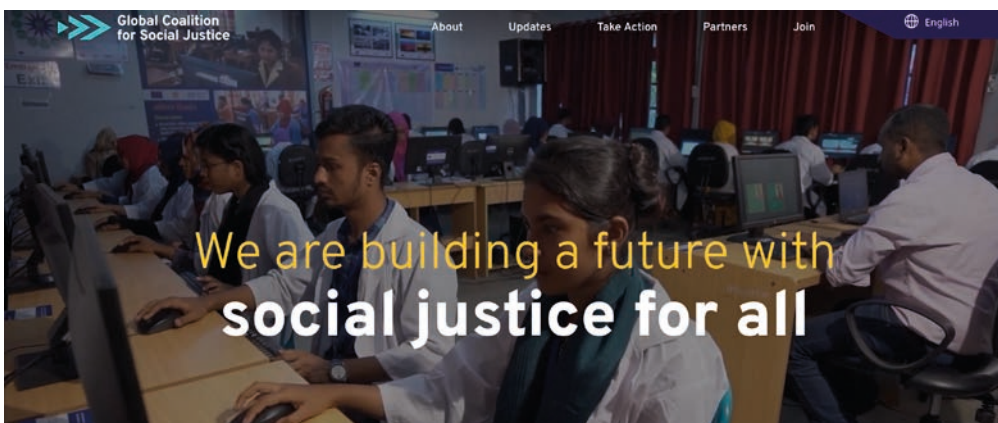 Global Coalition
for Social Justice
About Updates Take Action Partners Join
English
Exit
We are building a future with
social justice for all